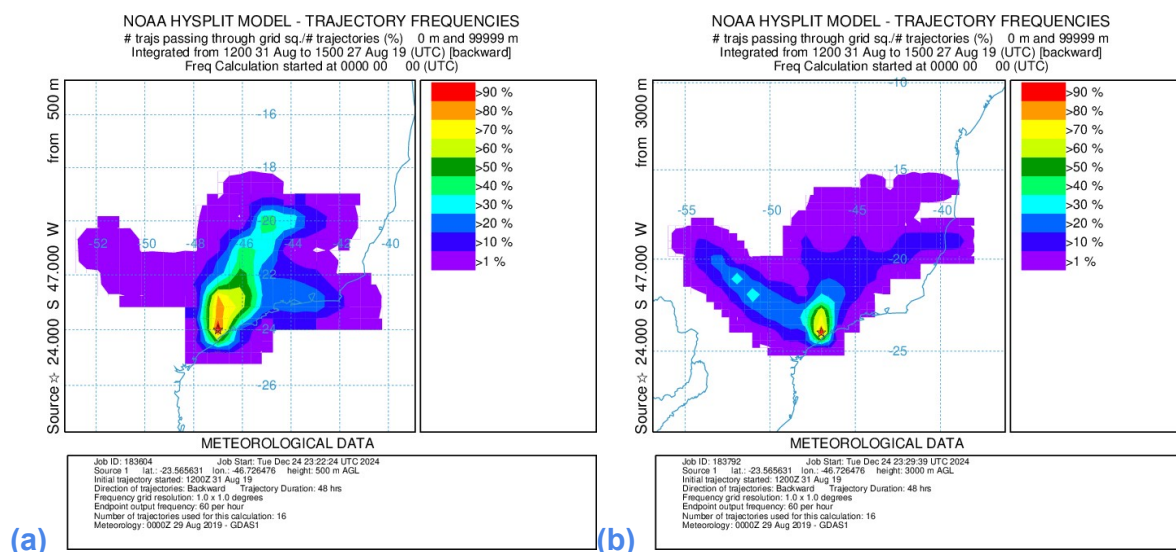 NOAA HYSPLIT MODEL - TRAJECTORY FREQUENCIES
# trajs passing through grid sq./# trajectories (%)    0 m and 99999 m
Integrated from 1200 31 Aug to 1500 27 Aug 19 (UTC) [backward]
Freq Calculation started at 0000 00    00 (UTC)
Source ☆ 24.000 S 47.000 W    from 500 m
-16
-18
-20
-52 -50 -48 -46 -44 -42 -40
-22
-24
-26
>90 %
>80 %
>70 %
>60 %
>50 %
>40 %
>30 %
>20 %
>10 %
>1 %
METEOROLOGICAL DATA
Job ID: 183604    Job Start: Tue Dec 24 23:22:24 UTC 2024
Source 1    lat.: -23.565631    lon.: -46.726476    height: 500 m AGL
Initial trajectory started: 1200Z 31 Aug 19
Direction of trajectories: Backward    Trajectory Duration: 48 hrs
Frequency grid resolution: 1.0 x 1.0 degrees
Endpoint output frequency: 60 per hour
Number of trajectories used for this calculation: 16
Meteorology: 0000Z 29 Aug 2019 - GDAS1
(a)
NOAA HYSPLIT MODEL - TRAJECTORY FREQUENCIES
# trajs passing through grid sq./# trajectories (%)    0 m and 99999 m
Integrated from 1200 31 Aug to 1500 27 Aug 19 (UTC) [backward]
Freq Calculation started at 0000 00    00 (UTC)
Source ☆ 24.000 S 47.000 W    from 3000 m
-10
-15
-55 -50 -45 -40
-20
-25
>90 %
>80 %
>70 %
>60 %
>50 %
>40 %
>30 %
>20 %
>10 %
>1 %
METEOROLOGICAL DATA
Job ID: 183792    Job Start: Tue Dec 24 23:29:39 UTC 2024
Source 1    lat.: -23.565631    lon.: -46.726476    height: 3000 m AGL
Initial trajectory started: 1200Z 31 Aug 19
Direction of trajectories: Backward    Trajectory Duration: 48 hrs
Frequency grid resolution: 1.0 x 1.0 degrees
Endpoint output frequency: 60 per hour
Number of trajectories used for this calculation: 16
Meteorology: 0000Z 29 Aug 2019 - GDAS1
(b)